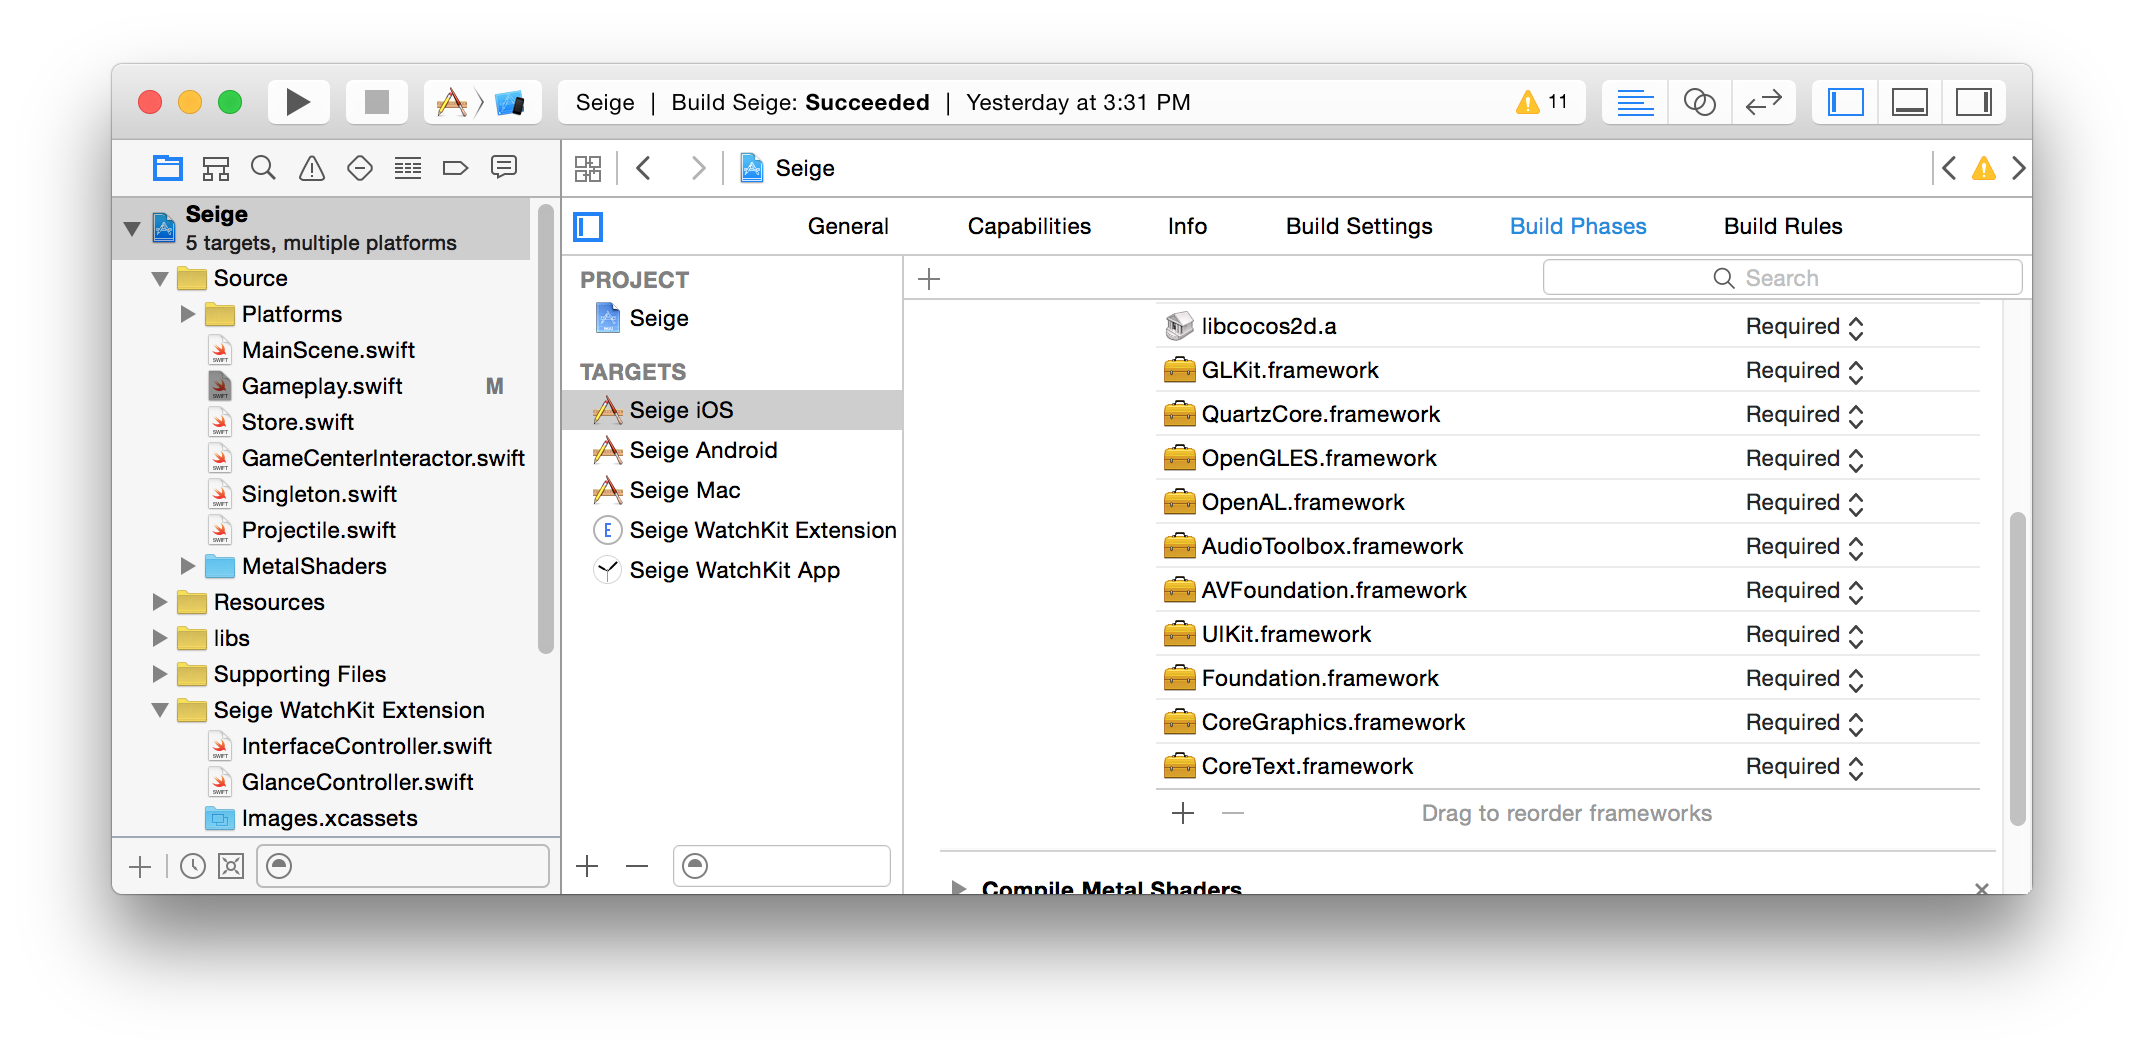 Seige | Build Seige: Succeeded | Yesterday at 3:31 PM 11
Seige
Seige
5 targets, multiple platforms
Source
Platforms
MainScene.swift
Gameplay.swift M
Store.swift
GameCenterInteractor.swift
Singleton.swift
Projectile.swift
MetalShaders
Resources
libs
Supporting Files
Seige WatchKit Extension
InterfaceController.swift
GlanceController.swift
Images.xcassets
General Capabilities Info Build Settings Build Phases Build Rules
PROJECT
Seige
TARGETS
Seige iOS
Seige Android
Seige Mac
E Seige WatchKit Extension
Seige WatchKit App
Search
libcocos2d.a Required
GLKit.framework Required
QuartzCore.framework Required
OpenGLES.framework Required
OpenAL.framework Required
AudioToolbox.framework Required
AVFoundation.framework Required
UIKit.framework Required
Foundation.framework Required
CoreGraphics.framework Required
CoreText.framework Required
Drag to reorder frameworks
Compile Metal Shaders